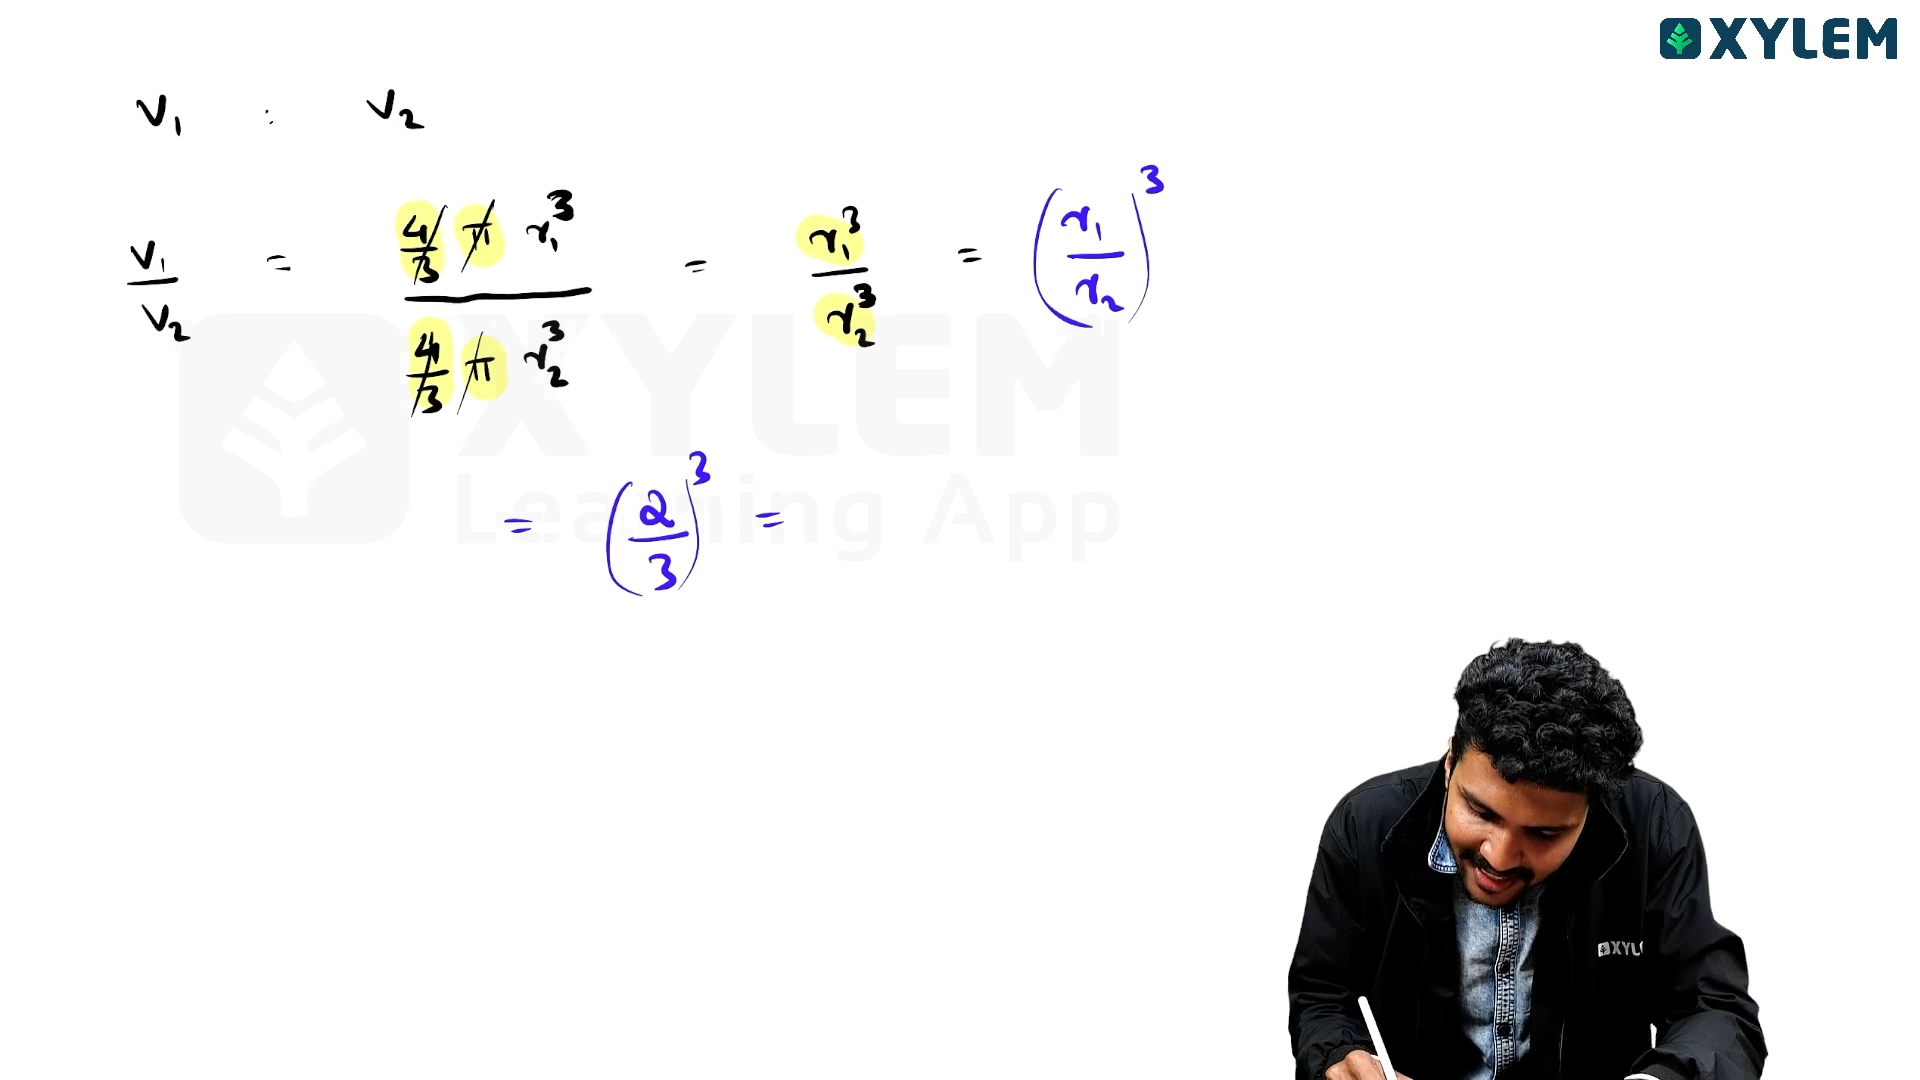 XYLEM
V₁ : V₂
V₁/V₂ = (4/3 π r₁³)/(4/3 π r₂³) = r₁³/r₂³ = (r₁/r₂)³
= (2/3)³ =
XYLEM
Learning App
XYL